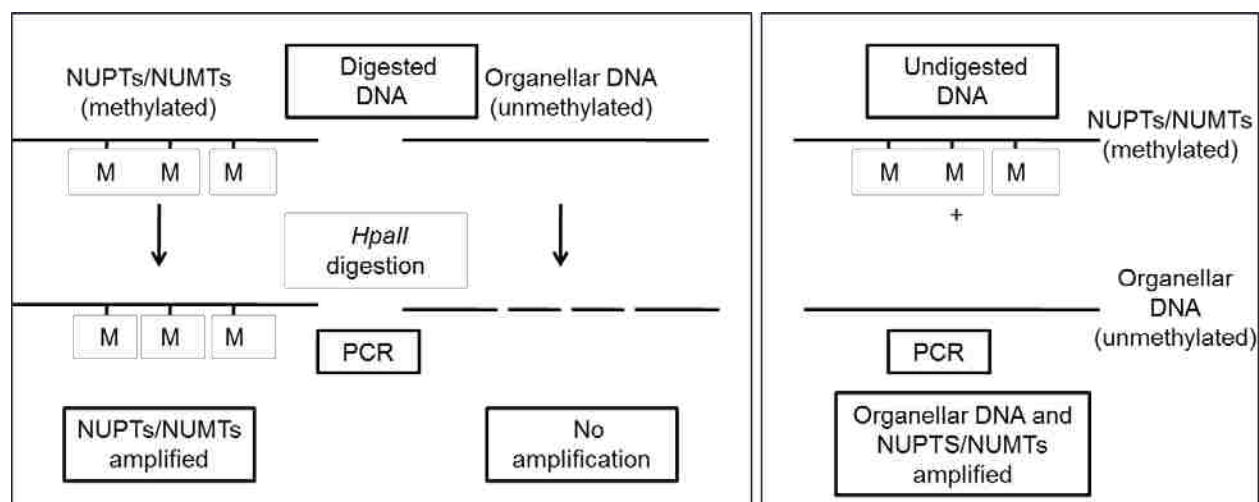 Digested
DNA
NUPTs/NUMTs
(methylated)
Organellar DNA
(unmethylated)
M M M
HpaII
digestion
M M M
PCR
NUPTs/NUMTs
amplified
No
amplification
Undigested
DNA
NUPTs/NUMTs
(methylated)
M M M
+
Organellar
DNA
(unmethylated)
PCR
Organellar DNA and
NUPTS/NUMTs
amplified